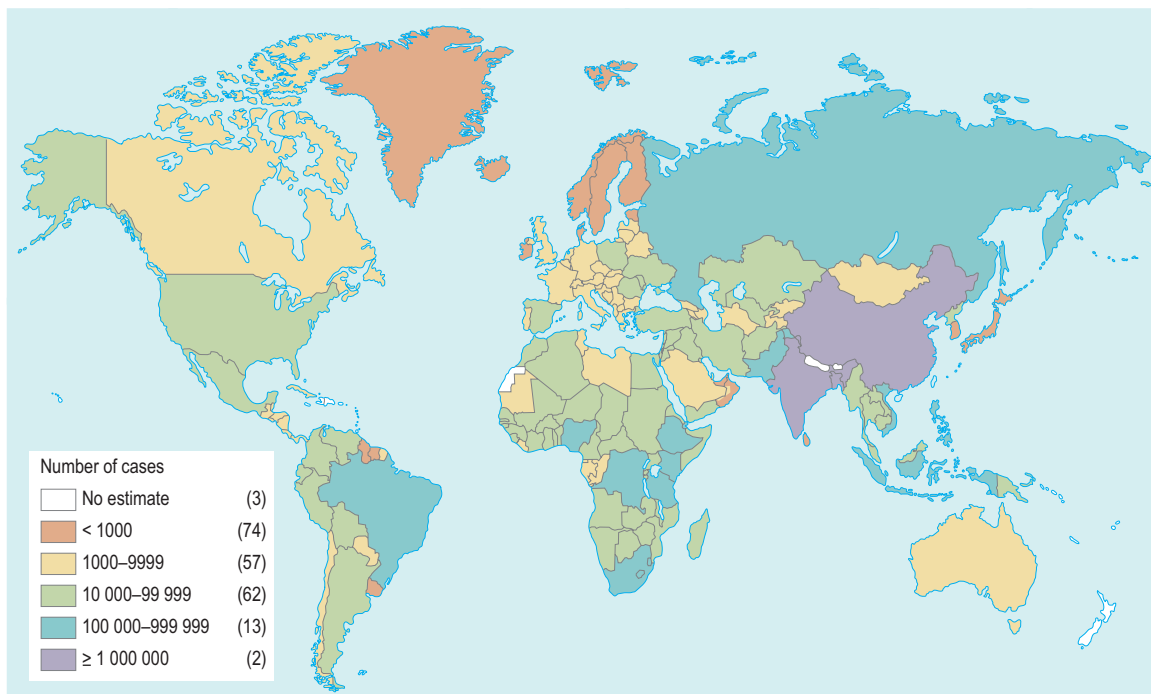 Number of cases
No estimate (3)
< 1000 (74)
1000–9999 (57)
10 000–99 999 (62)
100 000–999 999 (13)
≥ 1 000 000 (2)